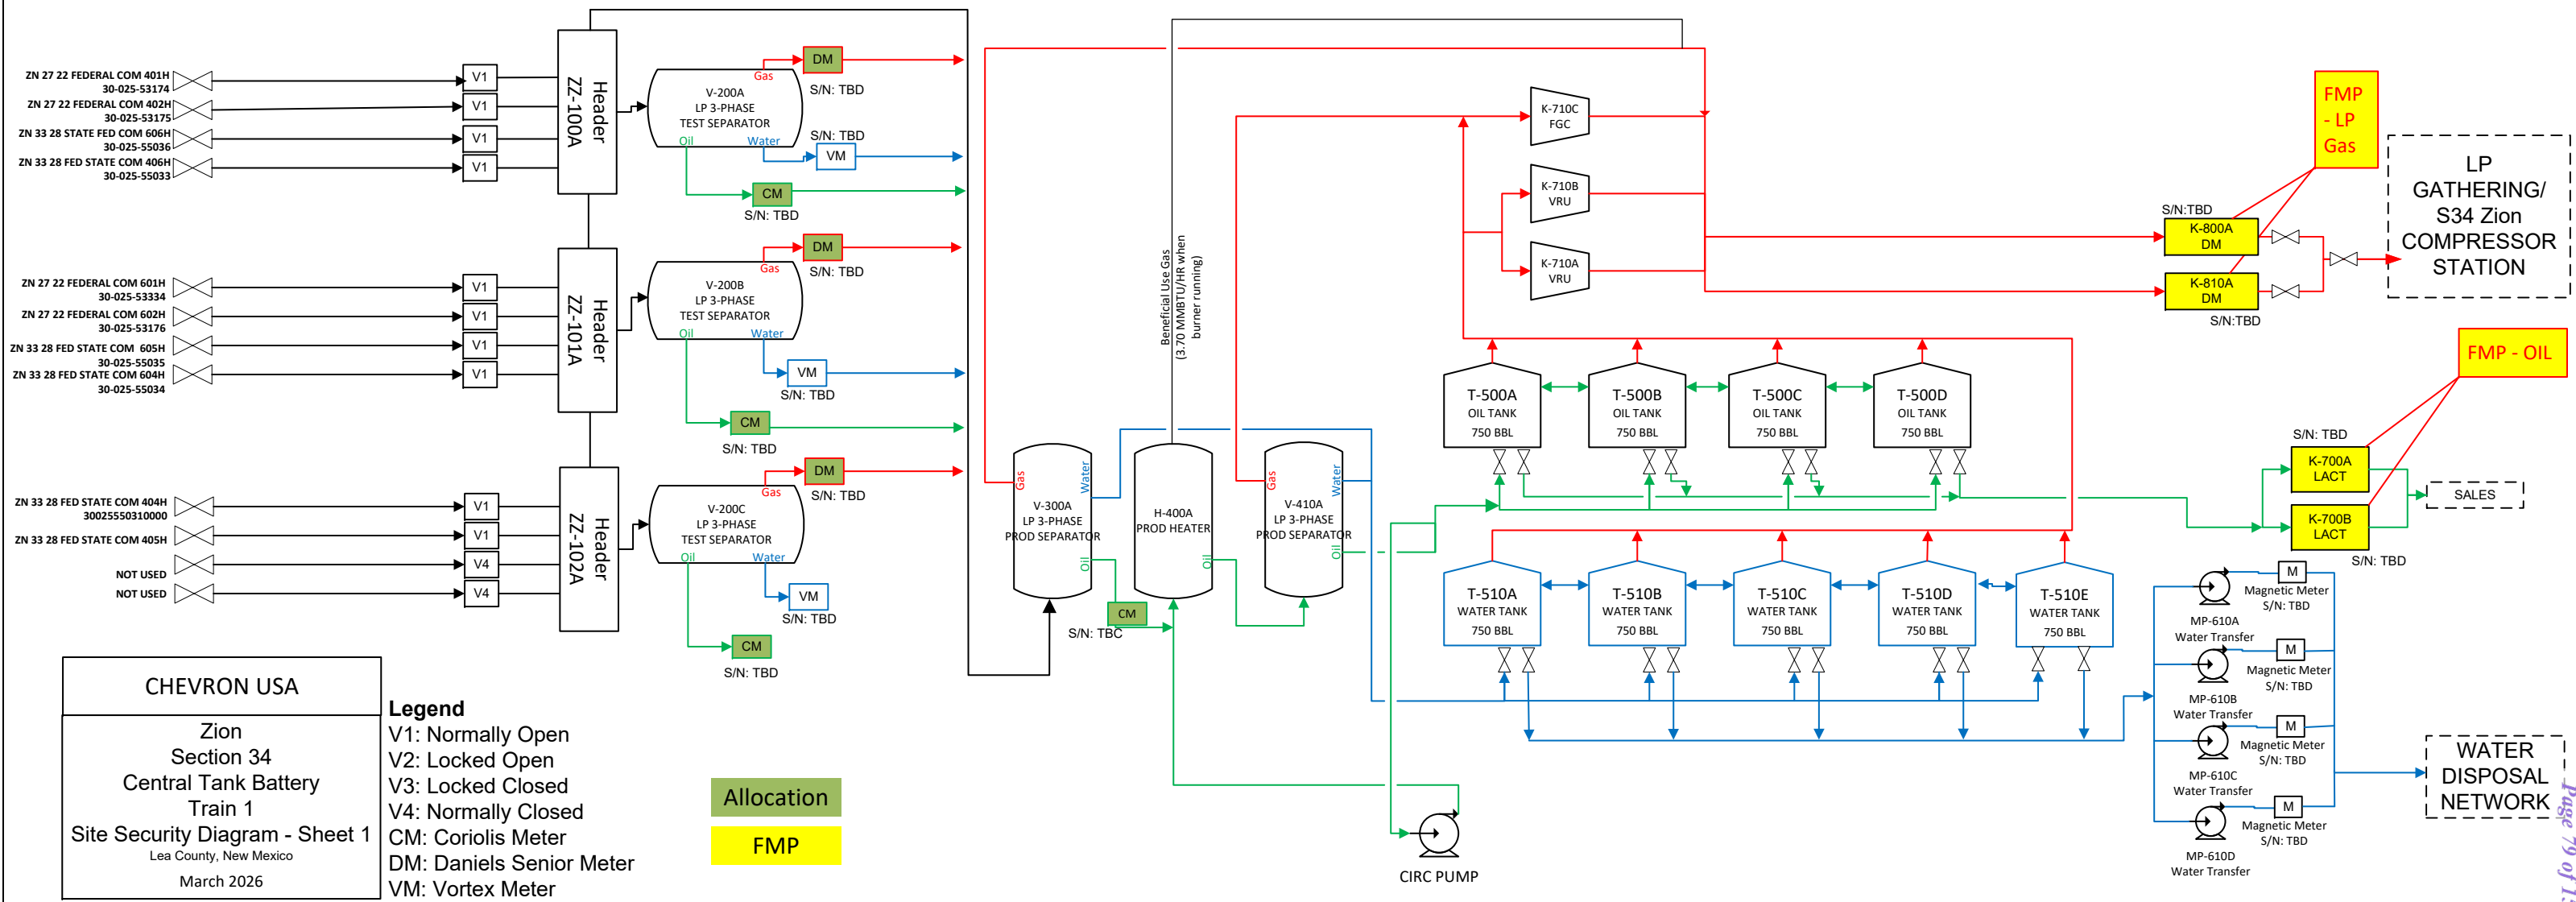 ZN 27 22 FEDERAL COM 401H
30-025-53174
ZN 27 22 FEDERAL COM 402H
30-025-53175
ZN 33 28 STATE FED COM 606H
30-025-55036
ZN 33 28 FED STATE COM 406H
30-025-55033
V1
V1
V1
V1
Header
ZZ-100A
V-200A
LP 3-PHASE
TEST SEPARATOR
Gas
Oil
Water
DM
S/N: TBD
S/N: TBD
VM
CM
S/N: TBD
ZN 27 22 FEDERAL COM 601H
30-025-53334
ZN 27 22 FEDERAL COM 602H
30-025-53176
ZN 33 28 FED STATE COM  605H
30-025-55035
ZN 33 28 FED STATE COM 604H
30-025-55034
V1
V1
V1
V1
Header
ZZ-101A
V-200B
LP 3-PHASE
TEST SEPARATOR
Gas
Oil
Water
DM
S/N: TBD
VM
S/N: TBD
CM
S/N: TBD
ZN 33 28 FED STATE COM 404H
30025550310000
ZN 33 28 FED STATE COM 405H
NOT USED
NOT USED
V1
V1
V4
V4
Header
ZZ-102A
V-200C
LP 3-PHASE
TEST SEPARATOR
Gas
Oil
Water
DM
S/N: TBD
VM
S/N: TBD
CM
S/N: TBD
Gas
Water
V-300A
LP 3-PHASE
PROD SEPARATOR
Oil
CM
S/N: TBC
Beneficial Use Gas
(3.70 MMBTU/HR when
burner running)
H-400A
PROD HEATER
Oil
Gas
Water
V-410A
LP 3-PHASE
PROD SEPARATOR
Oil
CIRC PUMP
K-710C
FGC
K-710B
VRU
K-710A
VRU
T-500A
OIL TANK
750 BBL
T-500B
OIL TANK
750 BBL
T-500C
OIL TANK
750 BBL
T-500D
OIL TANK
750 BBL
T-510A
WATER TANK
750 BBL
T-510B
WATER TANK
750 BBL
T-510C
WATER TANK
750 BBL
T-510D
WATER TANK
750 BBL
T-510E
WATER TANK
750 BBL
FMP
- LP
Gas
S/N:TBD
K-800A
DM
K-810A
DM
S/N:TBD
LP
GATHERING/
S34 Zion
COMPRESSOR
STATION
FMP - OIL
S/N: TBD
K-700A
LACT
K-700B
LACT
S/N: TBD
SALES
M
Magnetic Meter
S/N: TBD
MP-610A
Water Transfer
M
Magnetic Meter
S/N: TBD
MP-610B
Water Transfer
M
Magnetic Meter
S/N: TBD
MP-610C
Water Transfer
M
Magnetic Meter
S/N: TBD
MP-610D
Water Transfer
WATER
DISPOSAL
NETWORK
CHEVRON USA
Zion
Section 34
Central Tank Battery
Train 1
Site Security Diagram - Sheet 1
Lea County, New Mexico
March 2026
Legend
V1: Normally Open
V2: Locked Open
V3: Locked Closed
V4: Normally Closed
CM: Coriolis Meter
DM: Daniels Senior Meter
VM: Vortex Meter
Allocation
FMP
Page 79 of